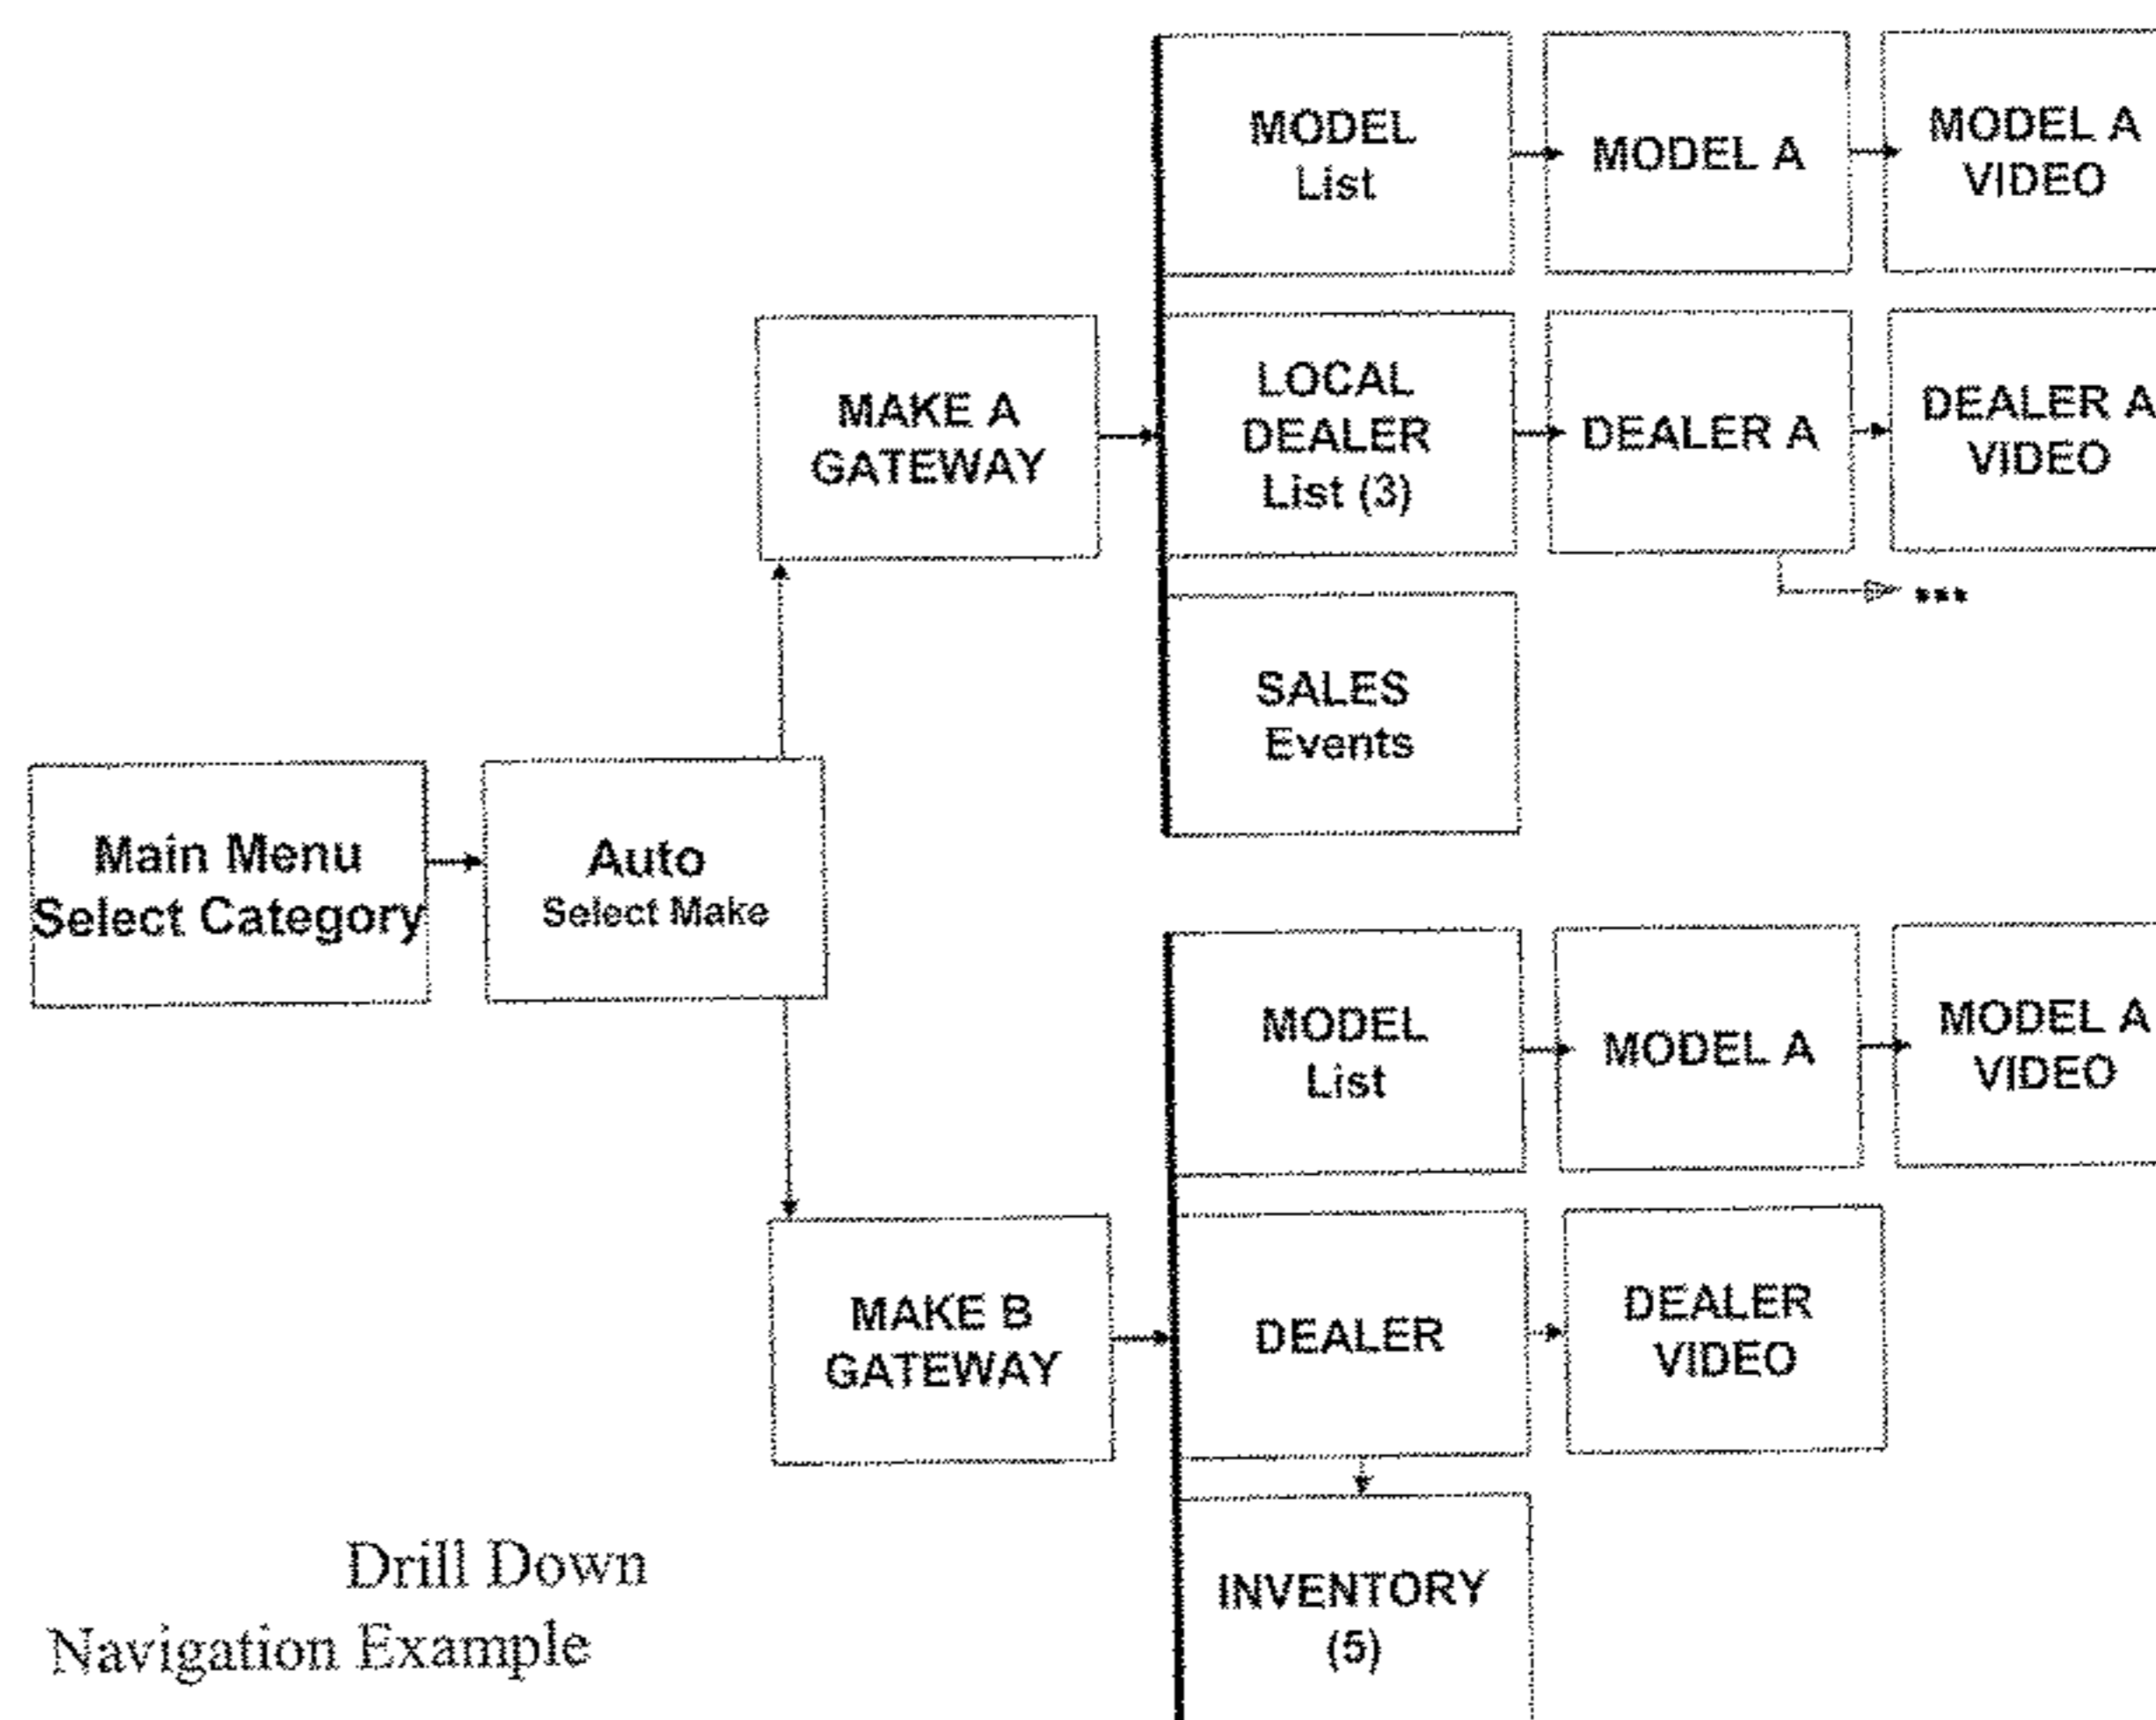 MODEL
List
MODEL A
MODEL A
VIDEO
MAKE A
GATEWAY
LOCAL
DEALER
List (3)
DEALER A
DEALER A
VIDEO
...
SALES
Events
Main Menu
Select Category
Auto
Select Make
MODEL
List
MODEL A
MODEL A
VIDEO
MAKE B
GATEWAY
DEALER
DEALER
VIDEO
INVENTORY
(5)
Drill Down
Navigation Example